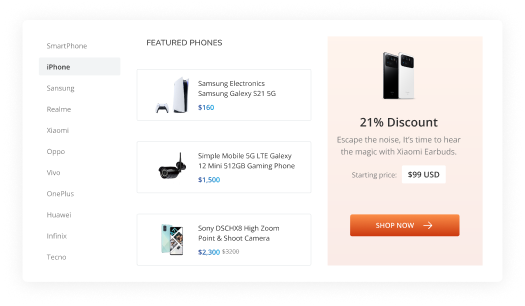 SmartPhone
iPhone
Sansung
Realme
Xiaomi
Oppo
Vivo
OnePlus
Huawei
Infinix
Tecno
FEATURED PHONES
Samsung Electronics
Samsung Galexy S21 5G
$160
Simple Mobile 5G LTE Galexy
12 Mini 512GB Gaming Phone
$1,500
Sony DSCHX8 High Zoom
Point & Shoot Camera
$2,300 $3200
21% Discount
Escape the noise, It's time to hear
the magic with Xiaomi Earbuds.
Starting price: $99 USD
SHOP NOW